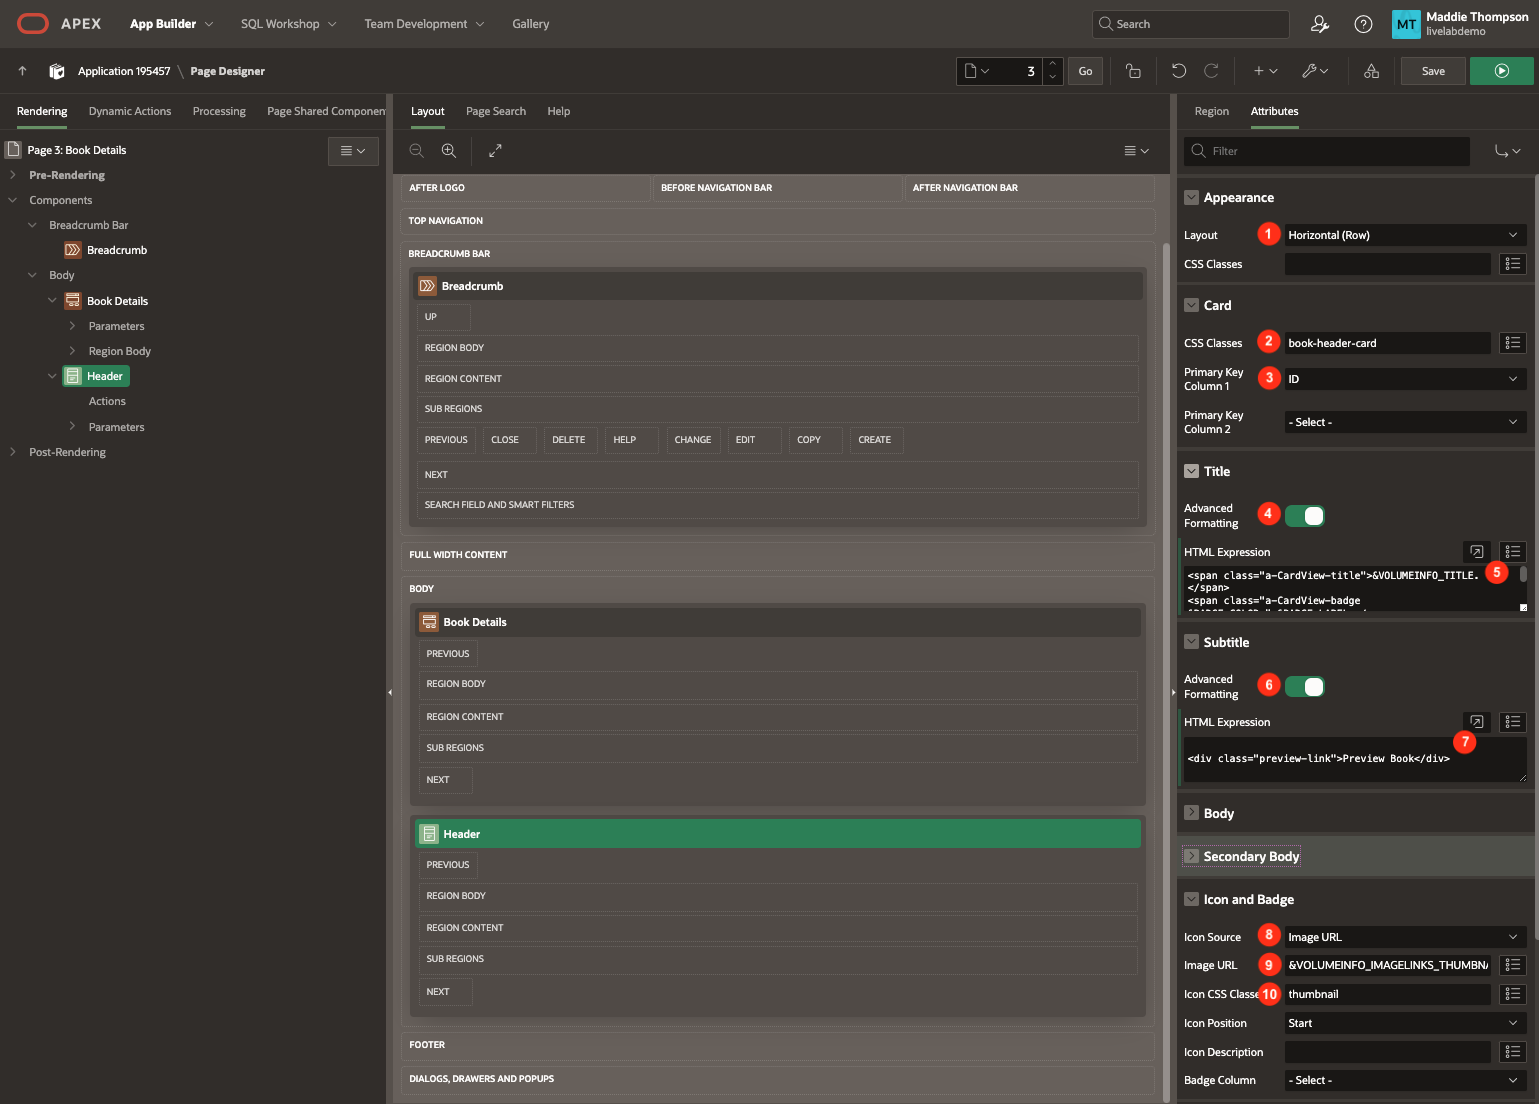 APEX App Builder SQL Workshop Team Development Gallery Search MT Maddie Thompson
livelabdemo
Application 195457 \ Page Designer 3 Go Save
Rendering Dynamic Actions Processing Page Shared Componen
Page 3: Book Details
Pre-Rendering
Components
Breadcrumb Bar
Breadcrumb
Body
Book Details
Parameters
Region Body
Header
Actions
Parameters
Post-Rendering
Layout Page Search Help
AFTER LOGO BEFORE NAVIGATION BAR AFTER NAVIGATION BAR
TOP NAVIGATION
BREADCRUMB BAR
Breadcrumb
UP
REGION BODY
REGION CONTENT
SUB REGIONS
PREVIOUS CLOSE DELETE HELP CHANGE EDIT COPY CREATE
NEXT
SEARCH FIELD AND SMART FILTERS
FULL WIDTH CONTENT
BODY
Book Details
PREVIOUS
REGION BODY
REGION CONTENT
SUB REGIONS
NEXT
Header
PREVIOUS
REGION BODY
REGION CONTENT
SUB REGIONS
NEXT
FOOTER
DIALOGS, DRAWERS AND POPUPS
Region Attributes
Filter
Appearance
Layout 1 Horizontal (Row)
CSS Classes
Card
CSS Classes 2 book-header-card
Primary Key
Column 1 3 ID
Primary Key
Column 2 - Select -
Title
Advanced
Formatting 4
HTML Expression
<span class="a-CardView-title">&VOLUMEINFO_TITLE. 5
</span>
<span class="a-CardView-badge
Subtitle
Advanced
Formatting 6
HTML Expression
7
<div class="preview-link">Preview Book</div>
Body
Secondary Body
Icon and Badge
Icon Source 8 Image URL
Image URL 9 &VOLUMEINFO_IMAGELINKS_THUMBN
Icon CSS Classe 10 thumbnail
Icon Position Start
Icon Description
Badge Column - Select -